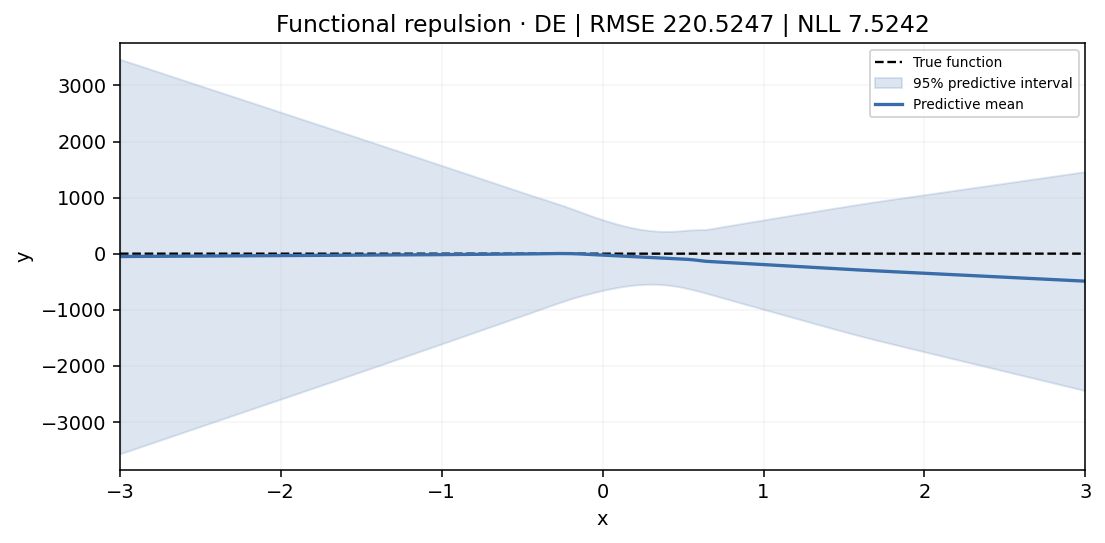 Functional repulsion · DE | RMSE 220.5247 | NLL 7.5242
True function
95% predictive interval
Predictive mean
y
3000
2000
1000
0
−1000
−2000
−3000
−3
−2
−1
0
1
2
3
x